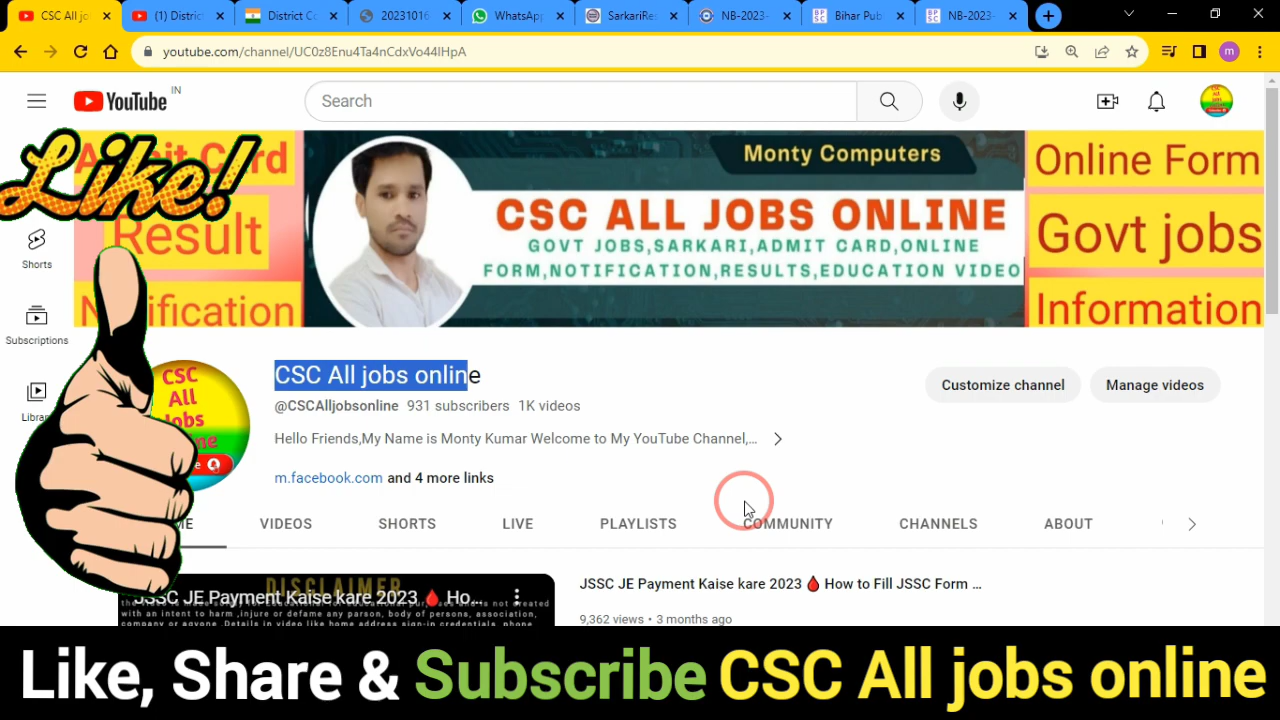 CSC All jo
(1) District
District Co
20231016
WhatsApp
SarkariRes
NB-2023-
Bihar Pub
NB-2023-
youtube.com/channel/UC0z8Enu4Ta4nCdxVo44IHpA
m
YouTube IN
Search
Monty Computers
CSC ALL JOBS ONLINE
GOVT JOBS,SARKARI,ADMIT CARD,ONLINE
FORM,NOTIFICATION,RESULTS,EDUCATION VIDEO
Card
Result
Online Form
Govt jobs
Information
Like!
Shorts
Subscriptions
CSC
All
CSC All jobs online
@CSCAlljobsonline 931 subscribers 1K videos
Hello Friends,My Name is Monty Kumar Welcome to My YouTube Channel,...
m.facebook.com and 4 more links
Customize channel
Manage videos
VIDEOS
SHORTS
LIVE
PLAYLISTS
COMMUNITY
CHANNELS
ABOUT
DISCLAIMER
JSSC JE Payment Kaise kare 2023 🩸 Ho...
JSSC JE Payment Kaise kare 2023 🩸 How to Fill JSSC Form ...
9,362 views • 3 months ago
Like, Share & Subscribe CSC All jobs online